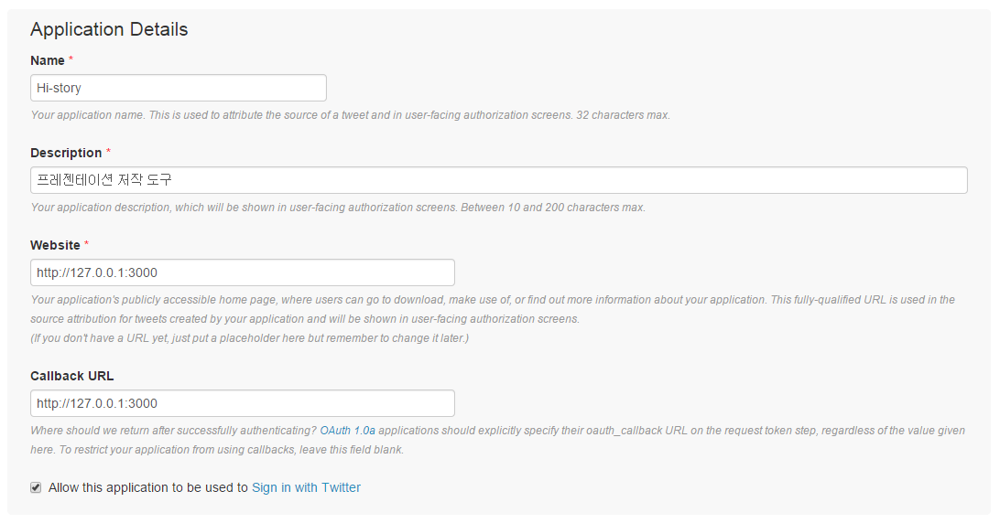 Application Details
Name *
Hi-story
Your application name. This is used to attribute the source of a tweet and in user-facing authorization screens. 32 characters max.
Description *
프레젠테이션 저작 도구
Your application description, which will be shown in user-facing authorization screens. Between 10 and 200 characters max.
Website *
http://127.0.0.1:3000
Your application's publicly accessible home page, where users can go to download, make use of, or find out more information about your application. This fully-qualified URL is used in the
source attribution for tweets created by your application and will be shown in user-facing authorization screens.
(If you don't have a URL yet, just put a placeholder here but remember to change it later.)
Callback URL
http://127.0.0.1:3000
Where should we return after successfully authenticating? OAuth 1.0a applications should explicitly specify their oauth_callback URL on the request token step, regardless of the value given
here. To restrict your application from using callbacks, leave this field blank.
Allow this application to be used to Sign in with Twitter